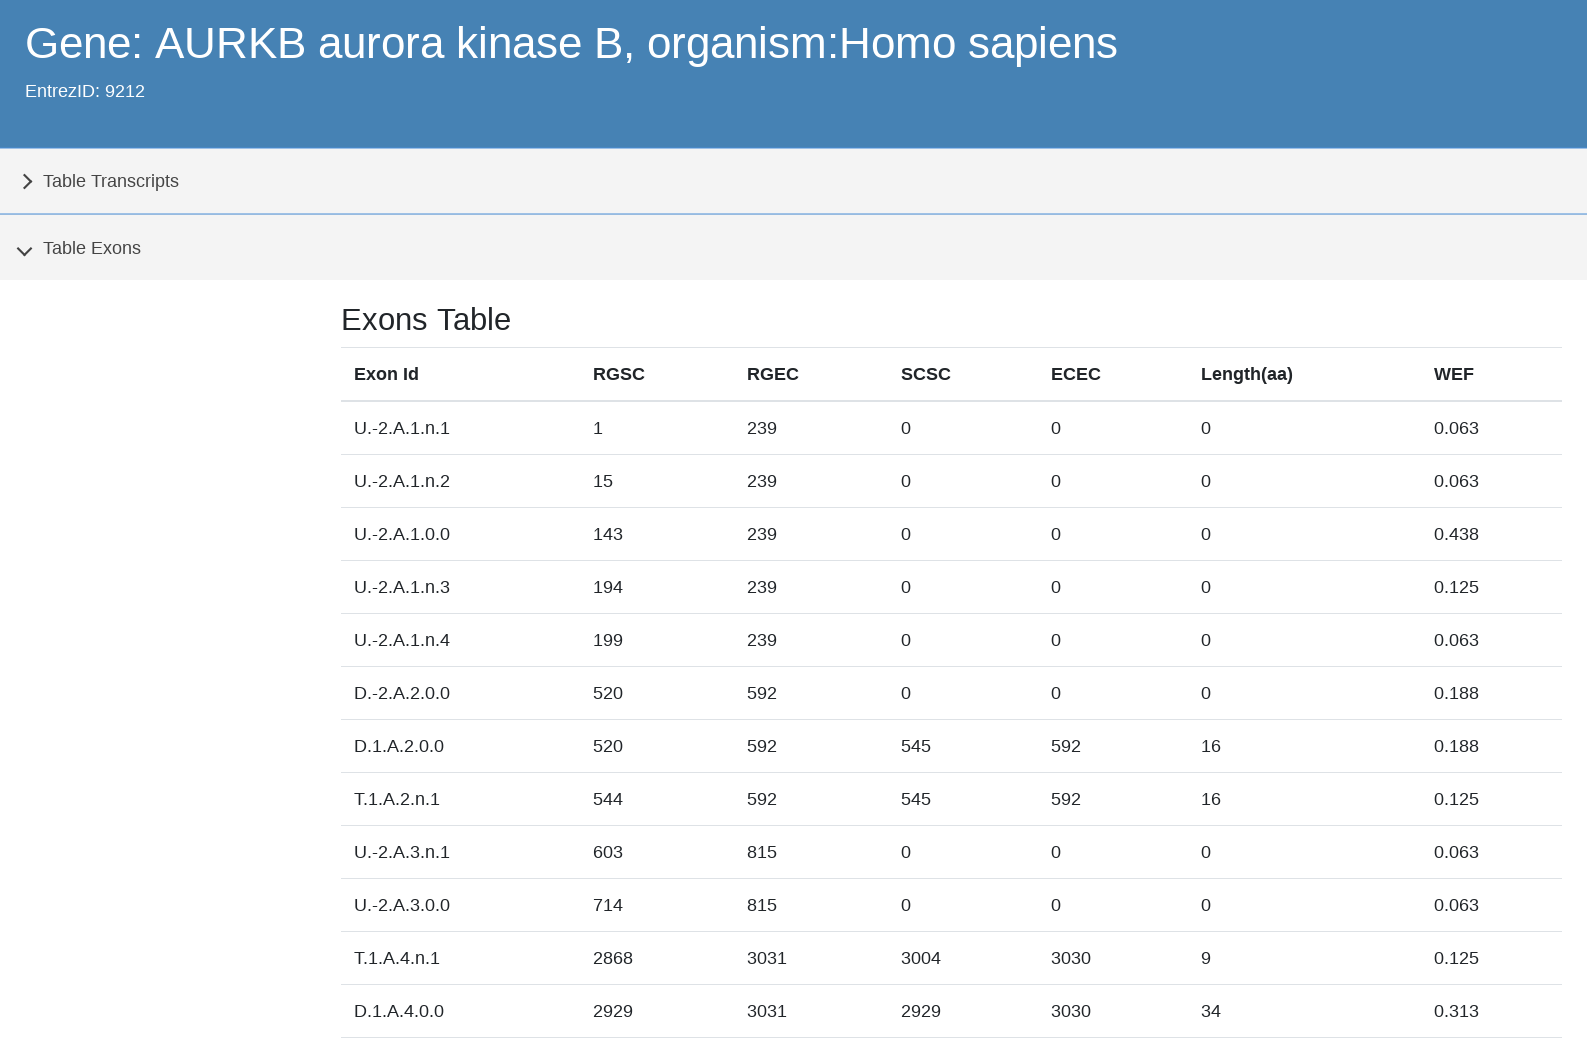 Gene: AURKB aurora kinase B, organism:Homo sapiens
EntrezID: 9212
Table Transcripts
Table Exons
Exons Table
Exon Id RGSC RGEC SCSC ECEC Length(aa) WEF
U.-2.A.1.n.1 1 239 0 0 0 0.063
U.-2.A.1.n.2 15 239 0 0 0 0.063
U.-2.A.1.0.0 143 239 0 0 0 0.438
U.-2.A.1.n.3 194 239 0 0 0 0.125
U.-2.A.1.n.4 199 239 0 0 0 0.063
D.-2.A.2.0.0 520 592 0 0 0 0.188
D.1.A.2.0.0 520 592 545 592 16 0.188
T.1.A.2.n.1 544 592 545 592 16 0.125
U.-2.A.3.n.1 603 815 0 0 0 0.063
U.-2.A.3.0.0 714 815 0 0 0 0.063
T.1.A.4.n.1 2868 3031 3004 3030 9 0.125
D.1.A.4.0.0 2929 3031 2929 3030 34 0.313